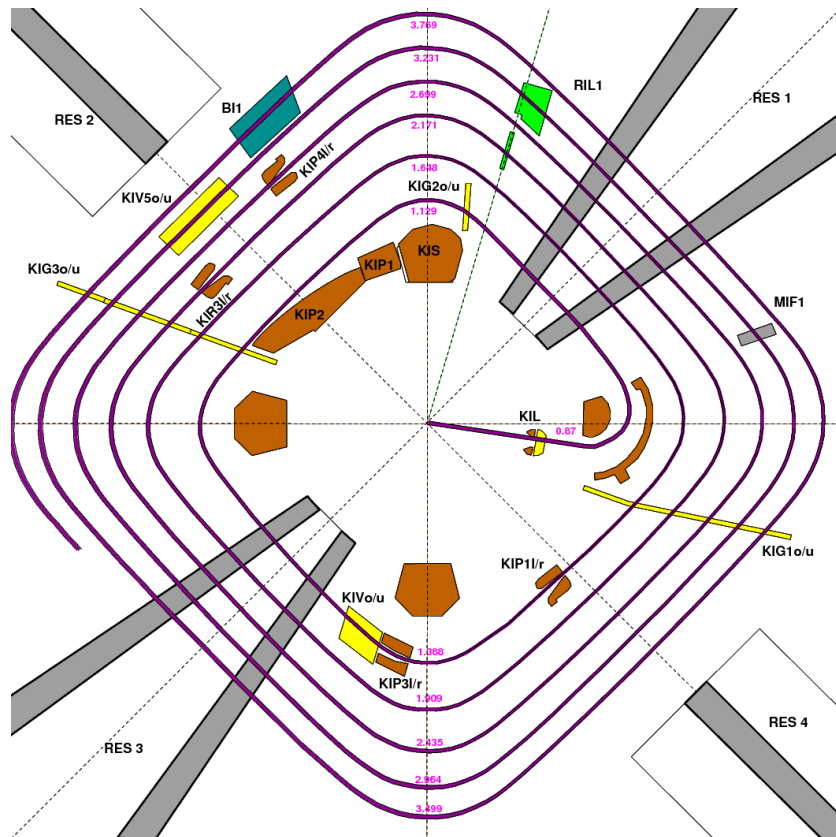 3.769
3.231
RIL1
2.699
RES 1
BI1
RES 2
2.171
KIP4l/r
1.648
KIG2o/u
KIV5o/u
1.129
KIS
KIP1
KIG3o/u
MIF1
KIR3l/r
KIP2
KIL
0.87
KIG1o/u
KIP1l/r
KIVo/u
1.388
KIP3l/r
1.909
RES 4
2.435
RES 3
2.964
3.499